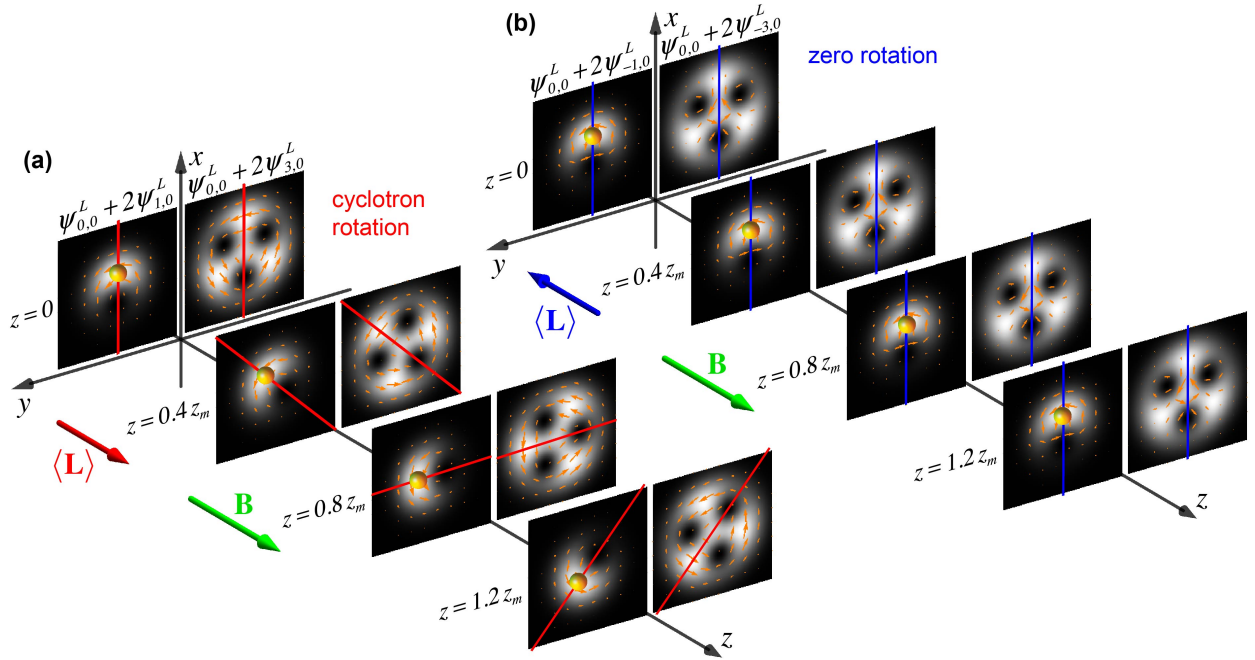 (a)
x
ψ^L_{0,0} + 2ψ^L_{1,0}
ψ^L_{0,0} + 2ψ^L_{3,0}
cyclotron
rotation
z = 0
y
z = 0.4 z_m
⟨L⟩
B
z = 0.8 z_m
z = 1.2 z_m
z
(b)
x
ψ^L_{0,0} + 2ψ^L_{-1,0}
ψ^L_{0,0} + 2ψ^L_{-3,0}
zero rotation
z = 0
y
z = 0.4 z_m
⟨L⟩
B
z = 0.8 z_m
z = 1.2 z_m
z